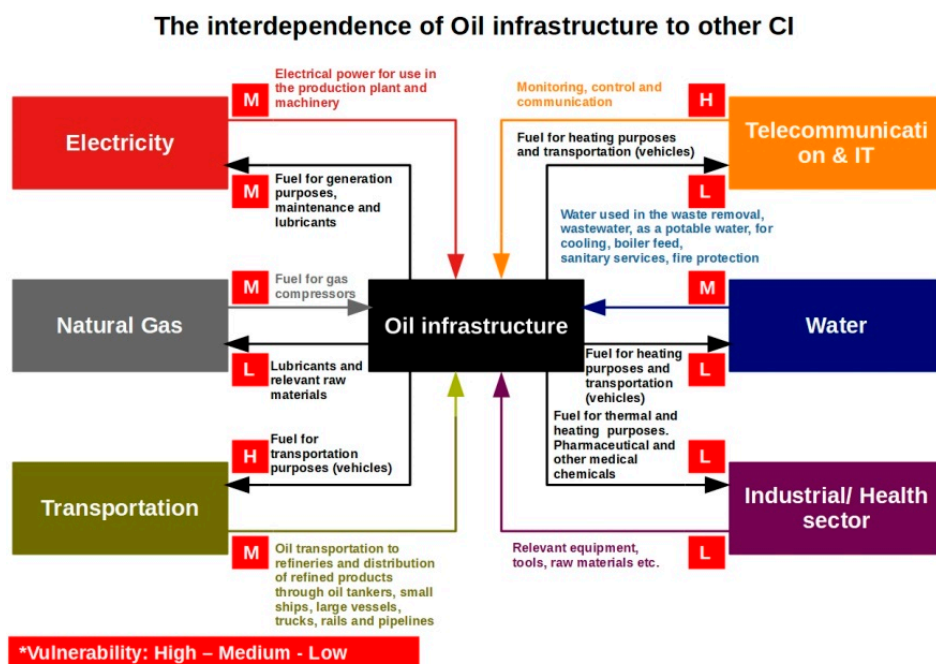 The interdependence of Oil infrastructure to other CI
Electricity
M
Electrical power for use in
the production plant and
machinery
M
Fuel for generation
purposes,
maintenance and
lubricants
Monitoring, control and
communication
H
Telecommunicati
on & IT
Fuel for heating purposes
and transportation (vehicles)
L
Water used in the waste removal,
wastewater, as a potable water, for
cooling, boiler feed,
sanitary services, fire protection
M
Natural Gas
M
Fuel for gas
compressors
L
Lubricants and
relevant raw
materials
Oil infrastructure
Water
Fuel for heating
purposes and
transportation
(vehicles)
L
Transportation
H
Fuel for
transportation
purposes (vehicles)
M
Oil transportation to
refineries and distribution
of refined products
through oil tankers, small
ships, large vessels,
trucks, rails and pipelines
Fuel for thermal and
heating purposes.
Pharmaceutical and
other medical
chemicals
L
Industrial/ Health
sector
Relevant equipment,
tools, raw materials etc.
L
*Vulnerability: High – Medium - Low